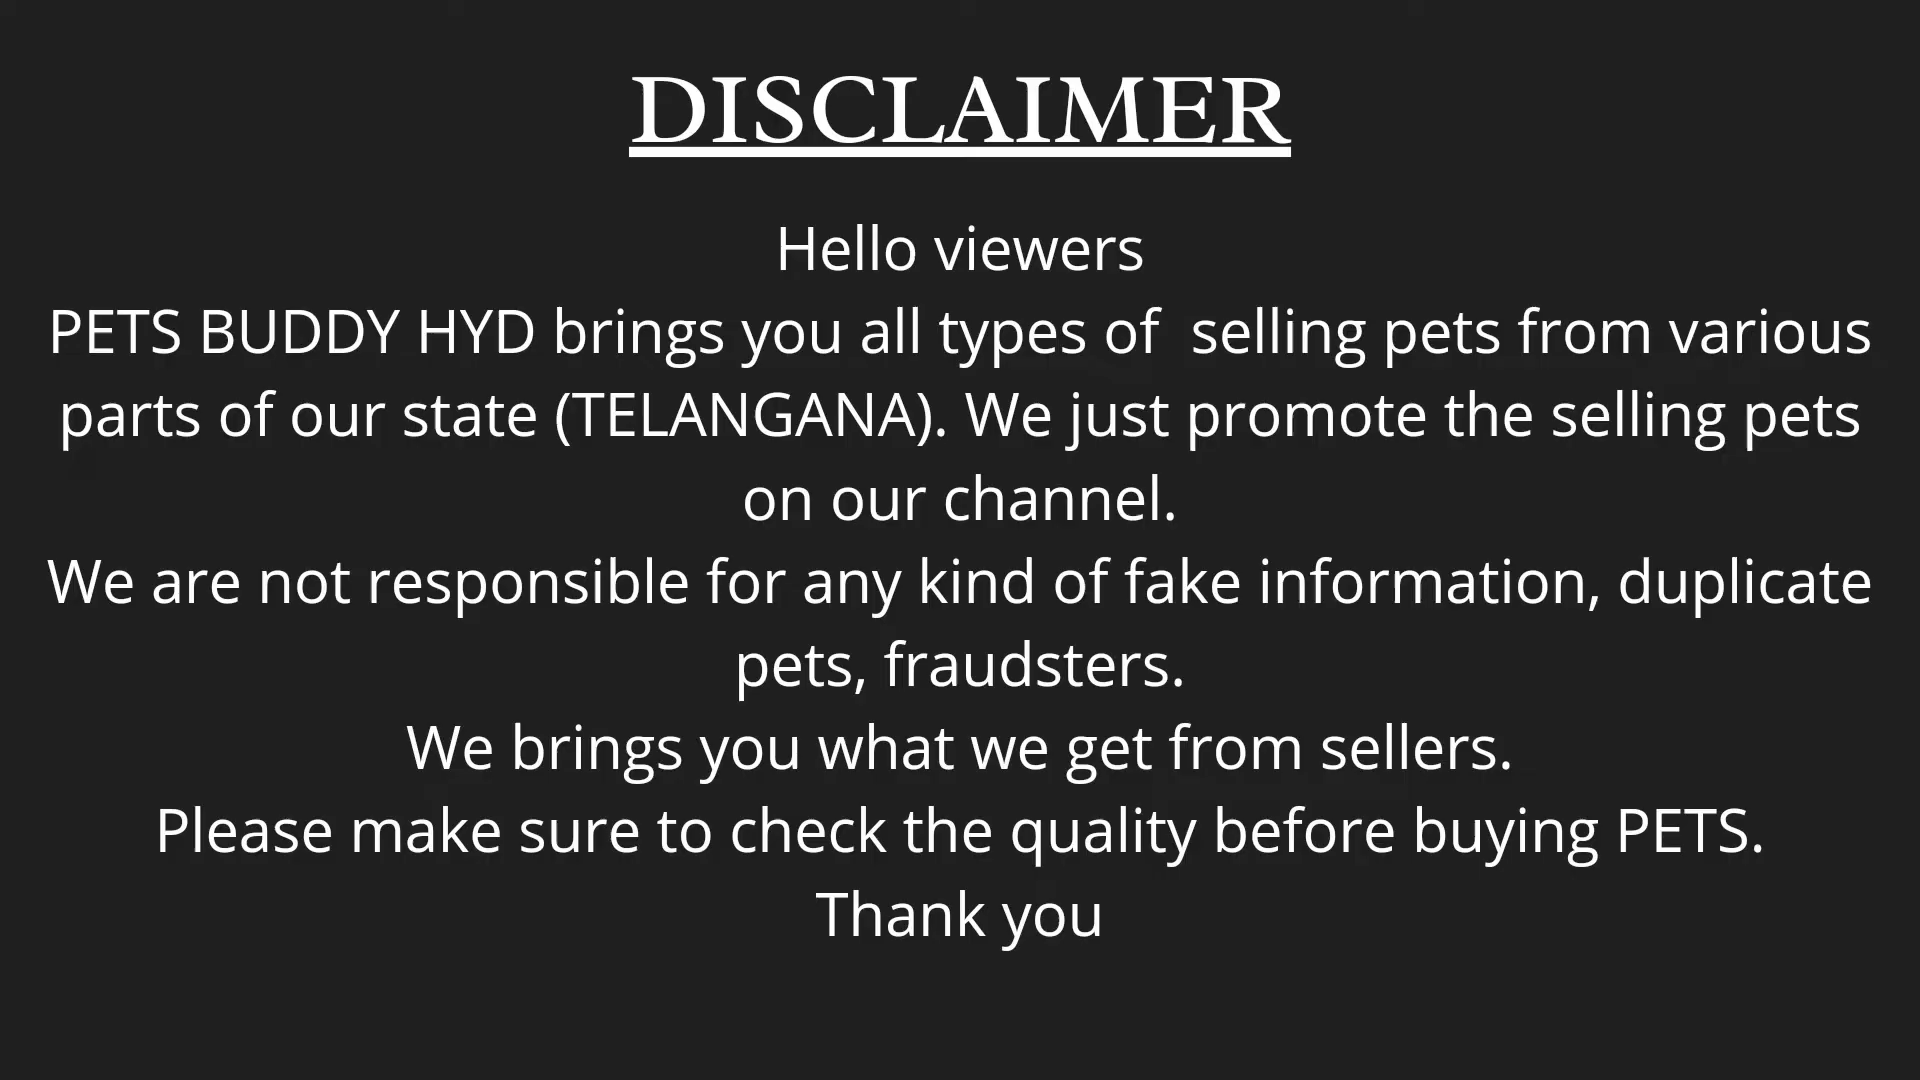 DISCLAIMER
Hello viewers
PETS BUDDY HYD brings you all types of  selling pets from various
parts of our state (TELANGANA). We just promote the selling pets
on our channel.
We are not responsible for any kind of fake information, duplicate
pets, fraudsters.
We brings you what we get from sellers.
Please make sure to check the quality before buying PETS.
Thank you